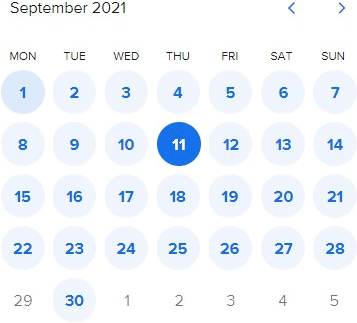 September 2021
MON TUE WED THU FRI SAT SUN
1 2 3 4 5 6 7
8 9 10 11 12 13 14
15 16 17 18 19 20 21
22 23 24 25 26 27 28
29 30 1 2 3 4 5